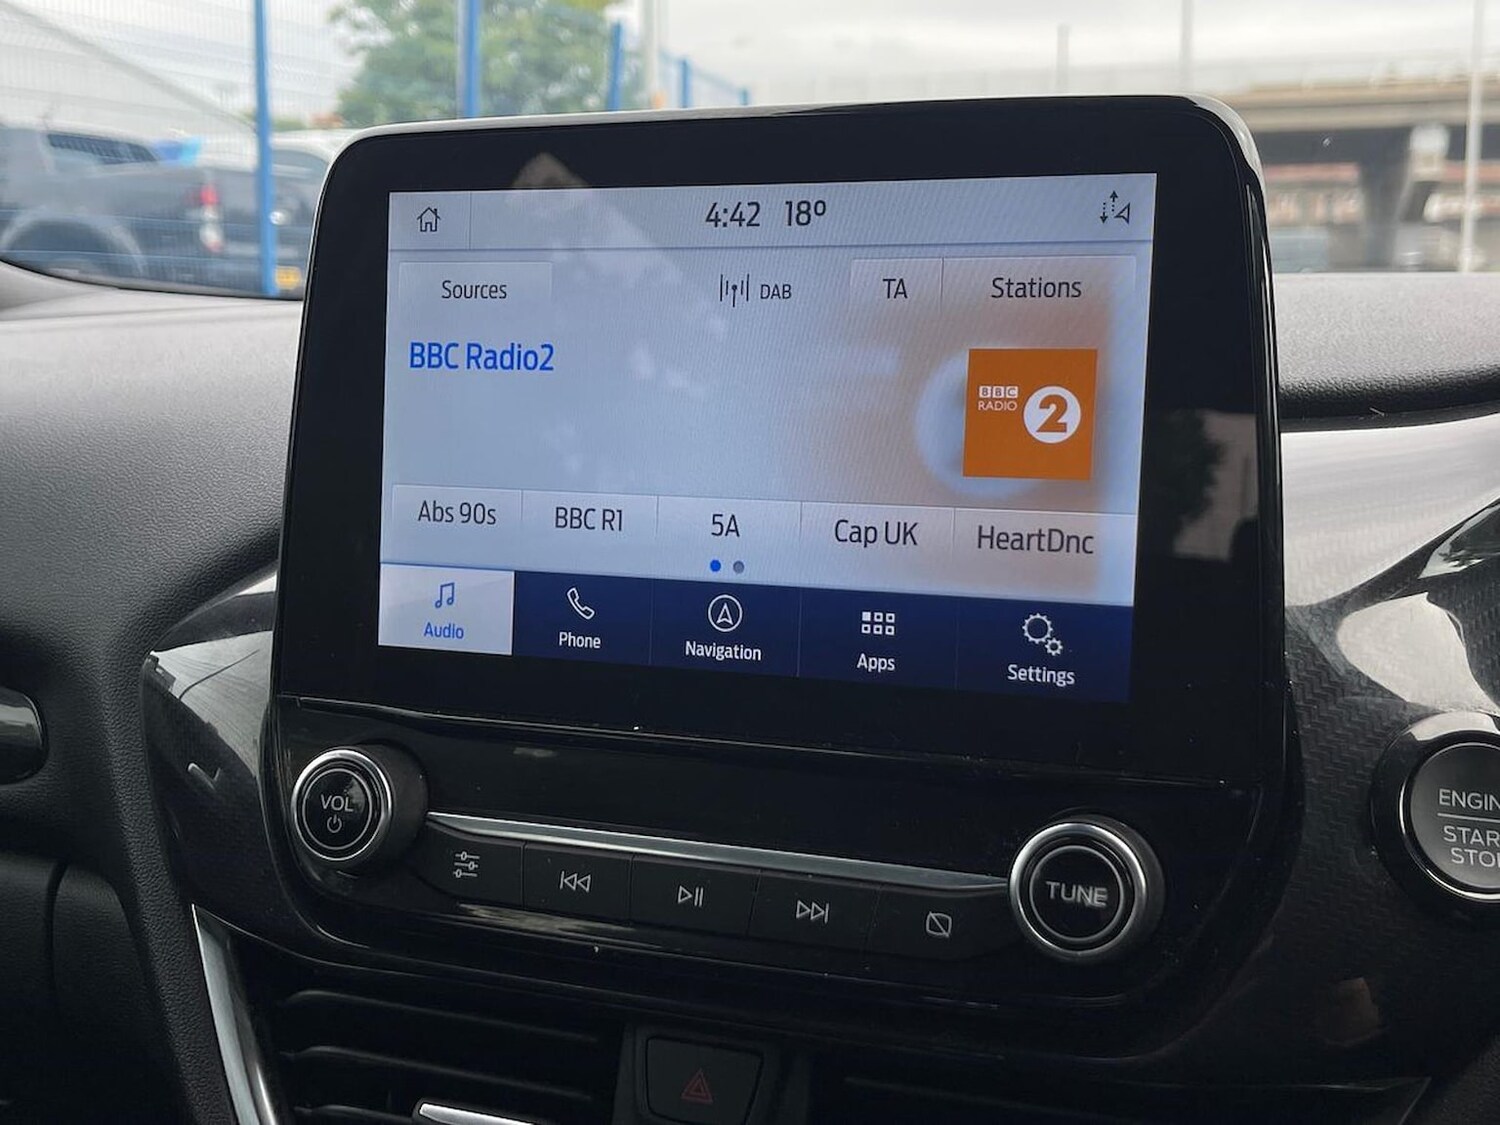 4:42 18º
Sources DAB TA Stations
BBC Radio2
BBC
RADIO 2
Abs 90s BBC R1 5A Cap UK HeartDnc
Audio Phone Navigation Apps Settings
VOL
TUNE
ENGIN
STAR
STO